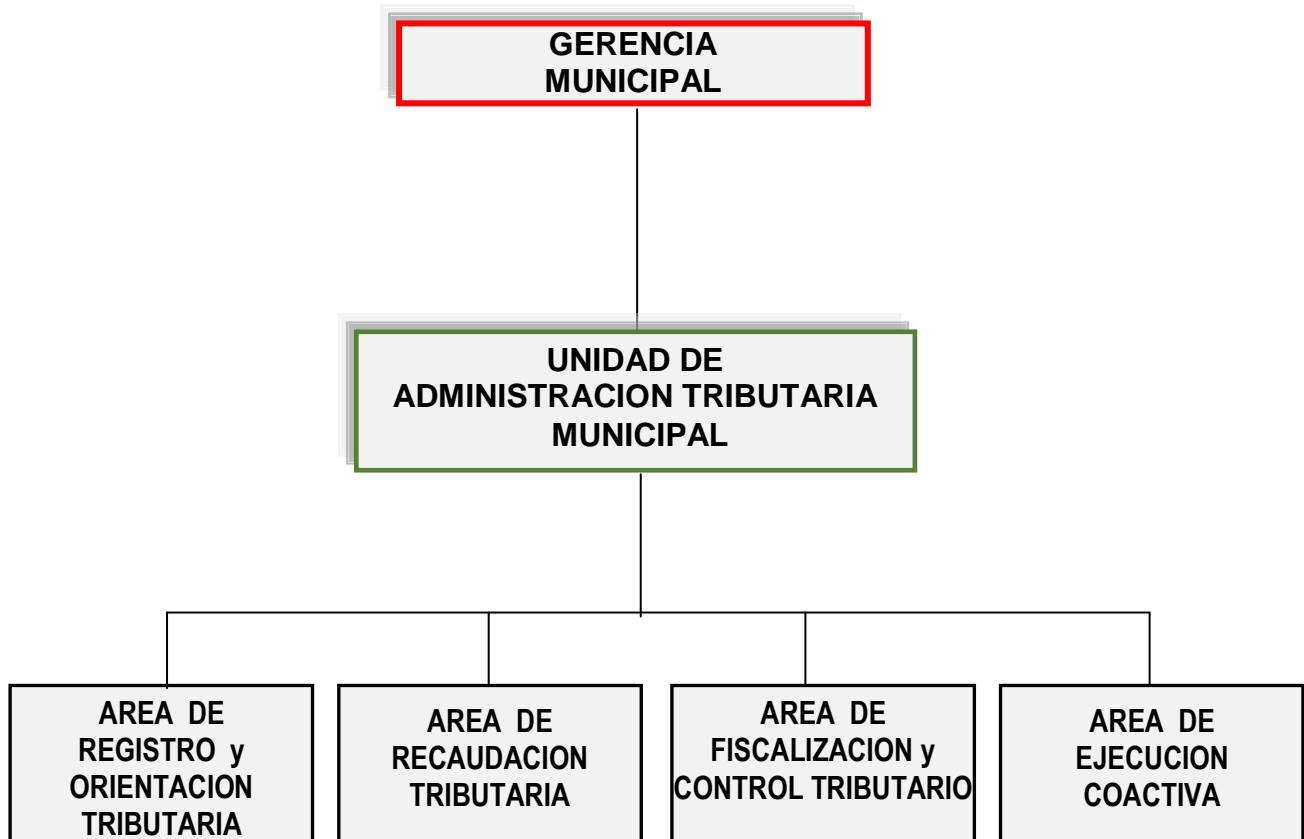 GERENCIA
MUNICIPAL
UNIDAD DE
ADMINISTRACION TRIBUTARIA
MUNICIPAL
AREA DE
REGISTRO y
ORIENTACION
TRIBUTARIA
AREA DE
RECAUDACION
TRIBUTARIA
AREA DE
FISCALIZACION y
CONTROL TRIBUTARIO
AREA DE
EJECUCION
COACTIVA